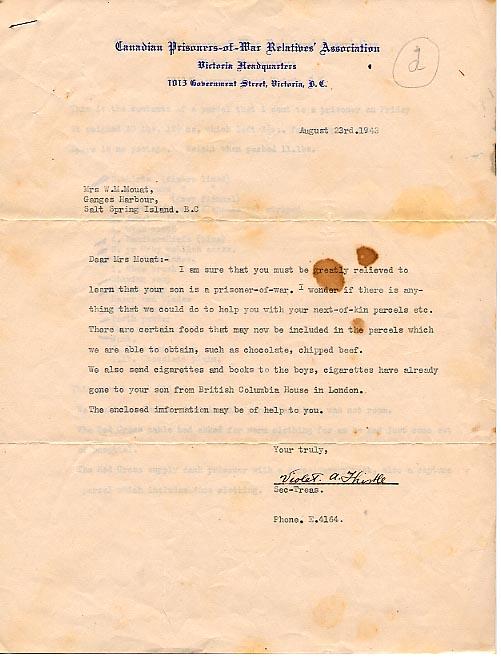 Canadian Prisoners-of-War Relatives' Association
Victoria Headquarters
1013 Government Street, Victoria, B.C.
2
August 23rd.1943
Mrs W.M.Mouat,
Ganges Harbour,
Salt Spring Island. B.C
Dear Mrs Mouat:-
I am sure that you must be greatly relieved to
learn that your son is a prisoner-of-war. I wonder if there is any-
thing that we could do to help you with your next-of-kin parcels etc.
There are certain foods that may now be included in the parcels which
we are able to obtain, such as chocolate, chipped beef.
We also send cigarettes and books to the boys, cigarettes have already
gone to your son from British Columbia House in London.
The enclosed imformation may be of help to you.
Your truly,
Violet. A. Thistle
Sec-Treas.
Phone. E.4164.